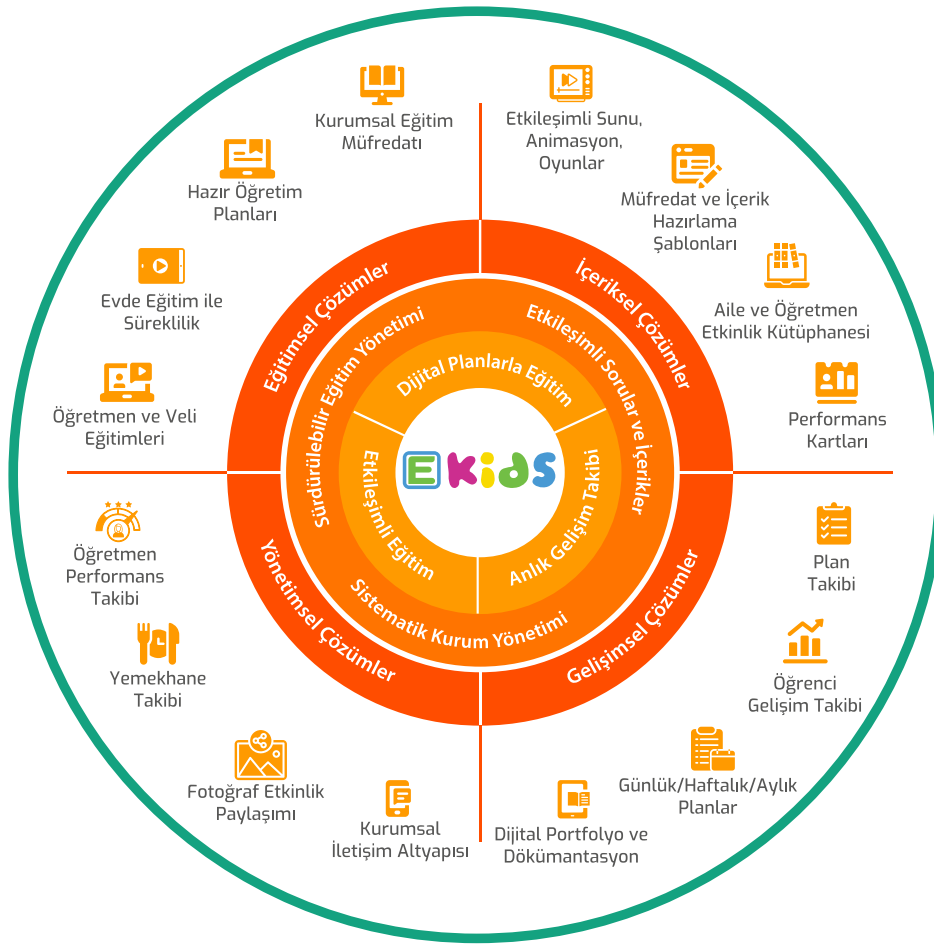 Kurumsal Eğitim
Müfredatı
Hazır Öğretim
Planları
Evde Eğitim ile
Süreklilik
Öğretmen ve Veli
Eğitimleri
Etkileşimli Sunu,
Animasyon,
Oyunlar
Müfredat ve İçerik
Hazırlama
Şablonları
Aile ve Öğretmen
Etkinlik Kütüphanesi
Performans
Kartları
Eğitimsel Çözümler
İçeriksel Çözümler
Sürdürülebilir Eğitim Yönetimi
Etkileşimli Sorular ve İçerikler
Dijital Planlarla Eğitim
EKids
Etkileşimli Eğitim
Anlık Gelişim Takibi
Sistematik Kurum Yönetimi
Yönetimsel Çözümler
Gelişimsel Çözümler
Öğretmen
Performans
Takibi
Yemekhane
Takibi
Fotoğraf Etkinlik
Paylaşımı
Kurumsal
İletişim Altyapısı
Plan
Takibi
Öğrenci
Gelişim Takibi
Günlük/Haftalık/Aylık
Planlar
Dijital Portfolyo ve
Dökümantasyon